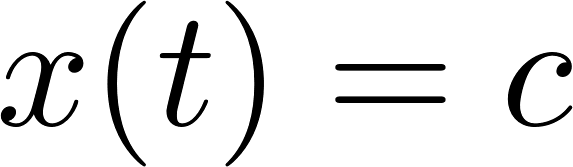 x(t) = c